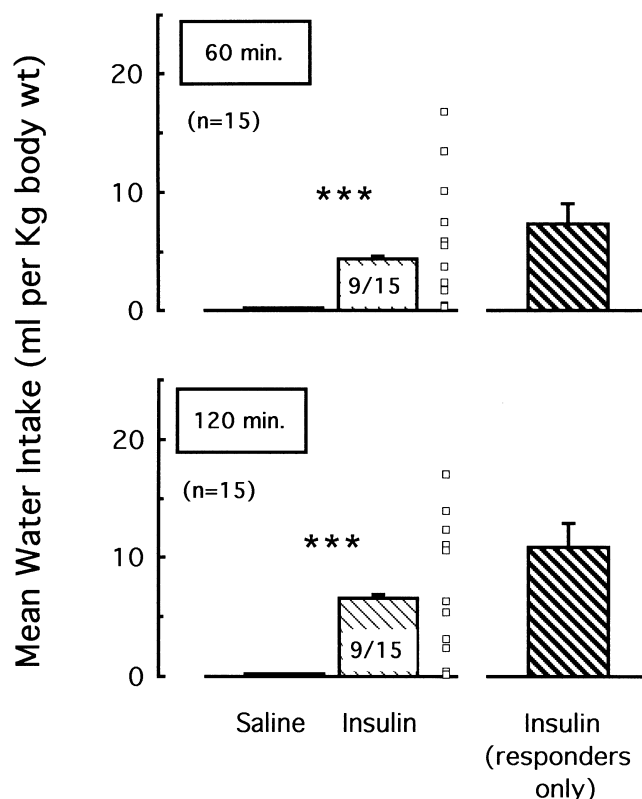 Mean Water Intake (ml per Kg body wt)
20
10
0
60 min.
(n=15)
***
9/15
20
10
0
120 min.
(n=15)
***
9/15
Saline
Insulin
Insulin
(responders
only)